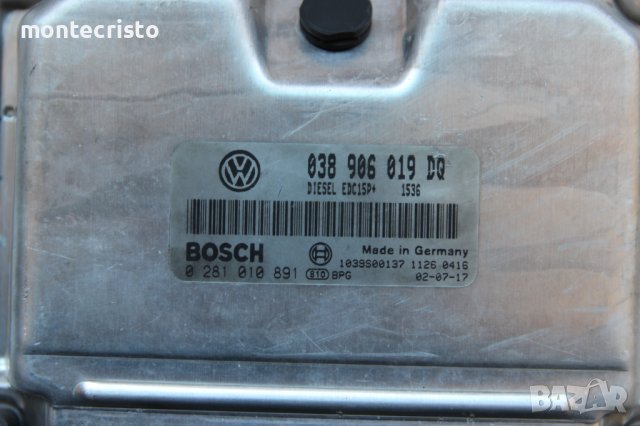 montecristo
038 906 019 DQ
DIESEL EDC15P+ 1536
BOSCH
Made in Germany
0 281 010 891 810 BPG
1039S00137 1126 0416
02-07-17
BAZAR